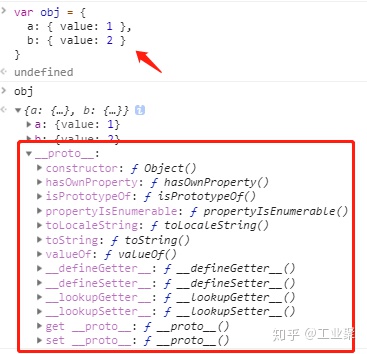 var obj = {
a: { value: 1 },
b: { value: 2 }
}
undefined
obj
{a: {…}, b: {…}} i
a: {value: 1}
b: {value: 2}
__proto__:
constructor: ƒ Object()
hasOwnProperty: ƒ hasOwnProperty()
isPrototypeOf: ƒ isPrototypeOf()
propertyIsEnumerable: ƒ propertyIsEnumerable()
toLocaleString: ƒ toLocaleString()
toString: ƒ toString()
valueOf: ƒ valueOf()
__defineGetter__: ƒ __defineGetter__()
__defineSetter__: ƒ __defineSetter__()
__lookupGetter__: ƒ __lookupGetter__()
__lookupSetter__: ƒ __lookupSetter__()
get __proto__: ƒ __proto__()
set __proto__: ƒ __proto__()
知乎 @工业聚